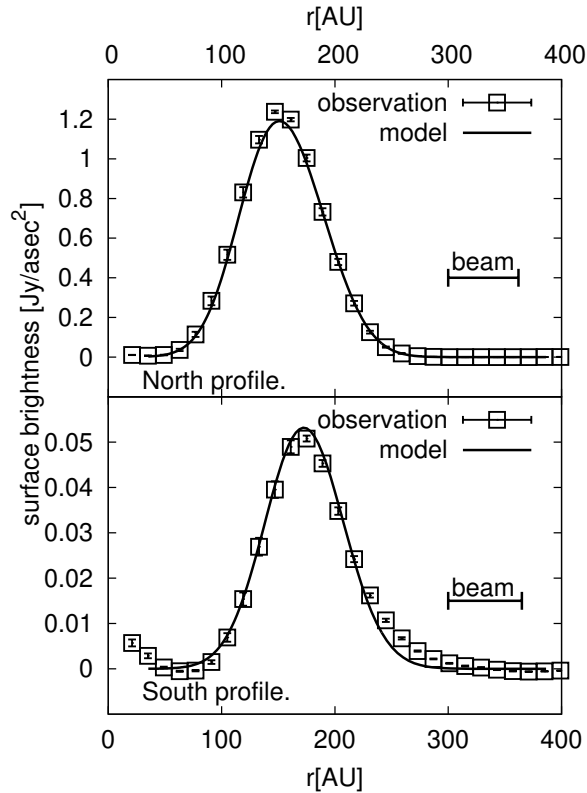 r[AU]
0 100 200 300 400
surface brightness [Jy/asec²]
observation
model
1.2
1
0.8
0.6
0.4
0.2
0
beam
North profile.
observation
model
0.05
0.04
0.03
0.02
0.01
0
beam
South profile.
0 100 200 300 400
r[AU]